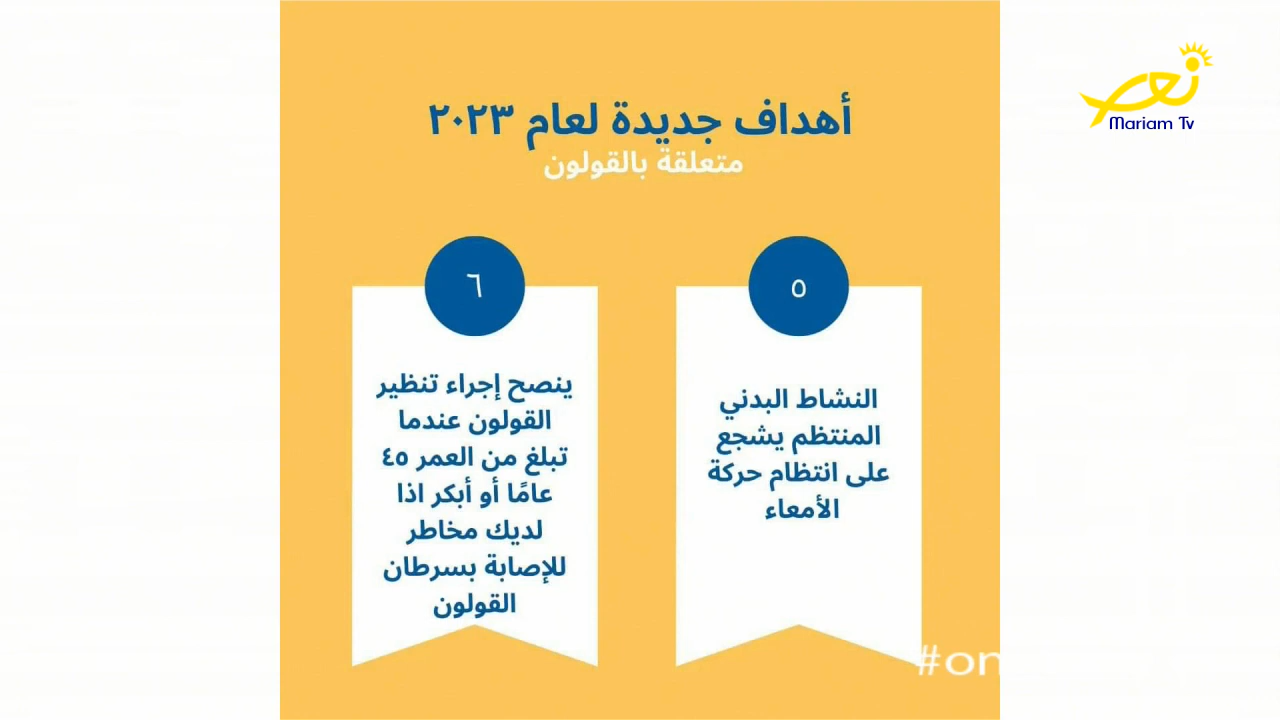 أهداف جديدة لعام ٢٠٢٣
متعلقة بالقولون
٥
النشاط البدني
المنتظم يشجع
على انتظام حركة
الأمعاء
٦
ينصح إجراء تنظير
القولون عندما
تبلغ من العمر ٤٥
عامًا أو أبكر اذا
لديك مخاطر
للإصابة بسرطان
القولون
Mariam Tv
#on